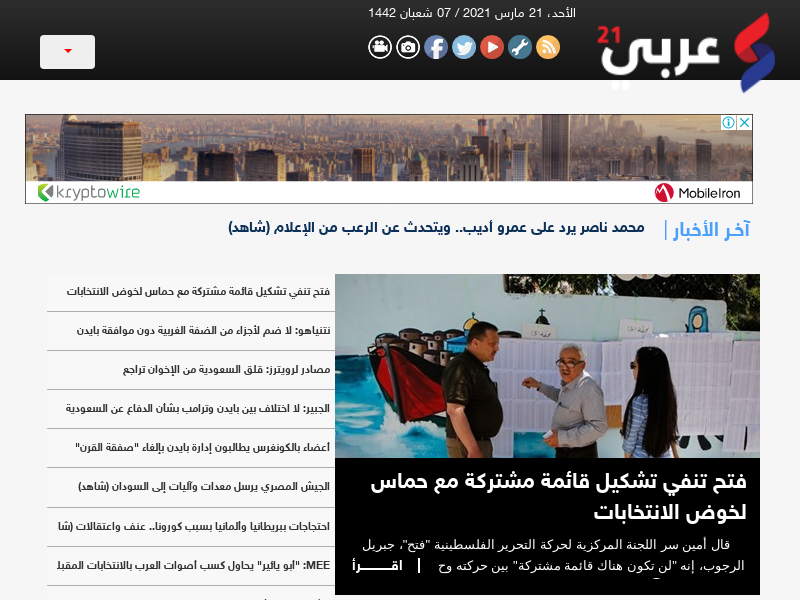 الأحد، 21 مارس 2021 / 07 شعبان 1442
عربي 21
kryptowire
MobileIron
آخـر الأخبار | محمد ناصر يرد على عمرو أديب.. ويتحدث عن الرعب من الإعلام (شاهد)
فتح تنفي تشكيل قائمة مشتركة مع حماس لخوض الانتخابات
قال أمين سر اللجنة المركزية لحركة التحرير الفلسطينية "فتح"، جبريل
الرجوب، إنه "لن تكون هناك قائمة مشتركة" بين حركته وح | اقـــــرأ
فتح تنفي تشكيل قائمة مشتركة مع حماس لخوض الانتخابات
نتنياهو: لا ضم لأجزاء من الضفة الغربية دون موافقة بايدن
مصادر لرويترز: قلق السعودية من الإخوان تراجع
الجبير: لا اختلاف بين بايدن وترامب بشأن الدفاع عن السعودية
أعضاء بالكونغرس يطالبون إدارة بايدن بإلغاء "صفقة القرن"
الجيش المصري يرسل معدات وآليات إلى السودان (شاهد)
احتجاجات ببريطانيا وألمانيا بسبب كورونا.. عنف واعتقالات (شا
MEE: "أبو يائير" يحاول كسب أصوات العرب بالانتخابات المقبل